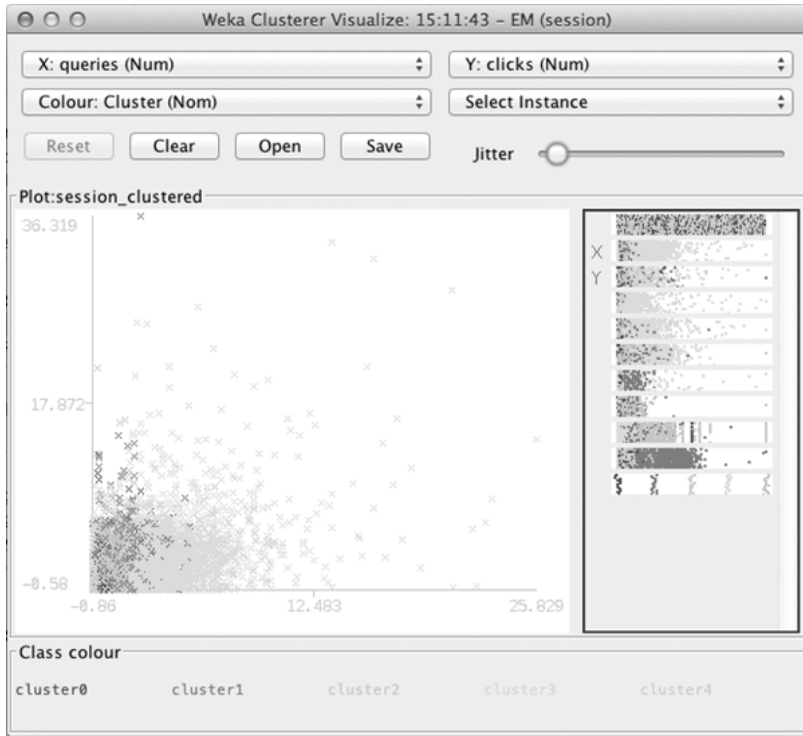 Weka Clusterer Visualize: 15:11:43 – EM (session)
X: queries (Num) Y: clicks (Num)
Colour: Cluster (Nom) Select Instance
Reset Clear Open Save Jitter
Plot:session_clustered
36.319
X
Y
17.872
-0.58
-0.86 12.483 25.829
Class colour
cluster0 cluster1 cluster2 cluster3 cluster4